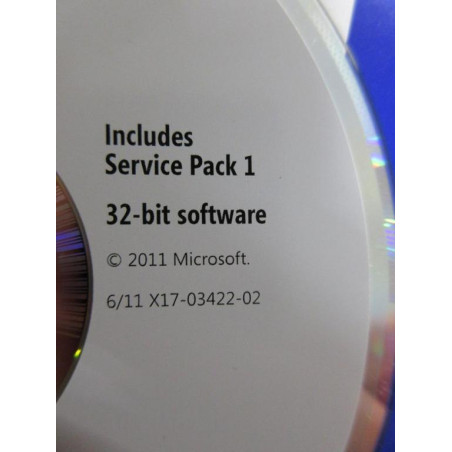 Includes
Service Pack 1
32-bit software
© 2011 Microsoft.
6/11 X17-03422-02